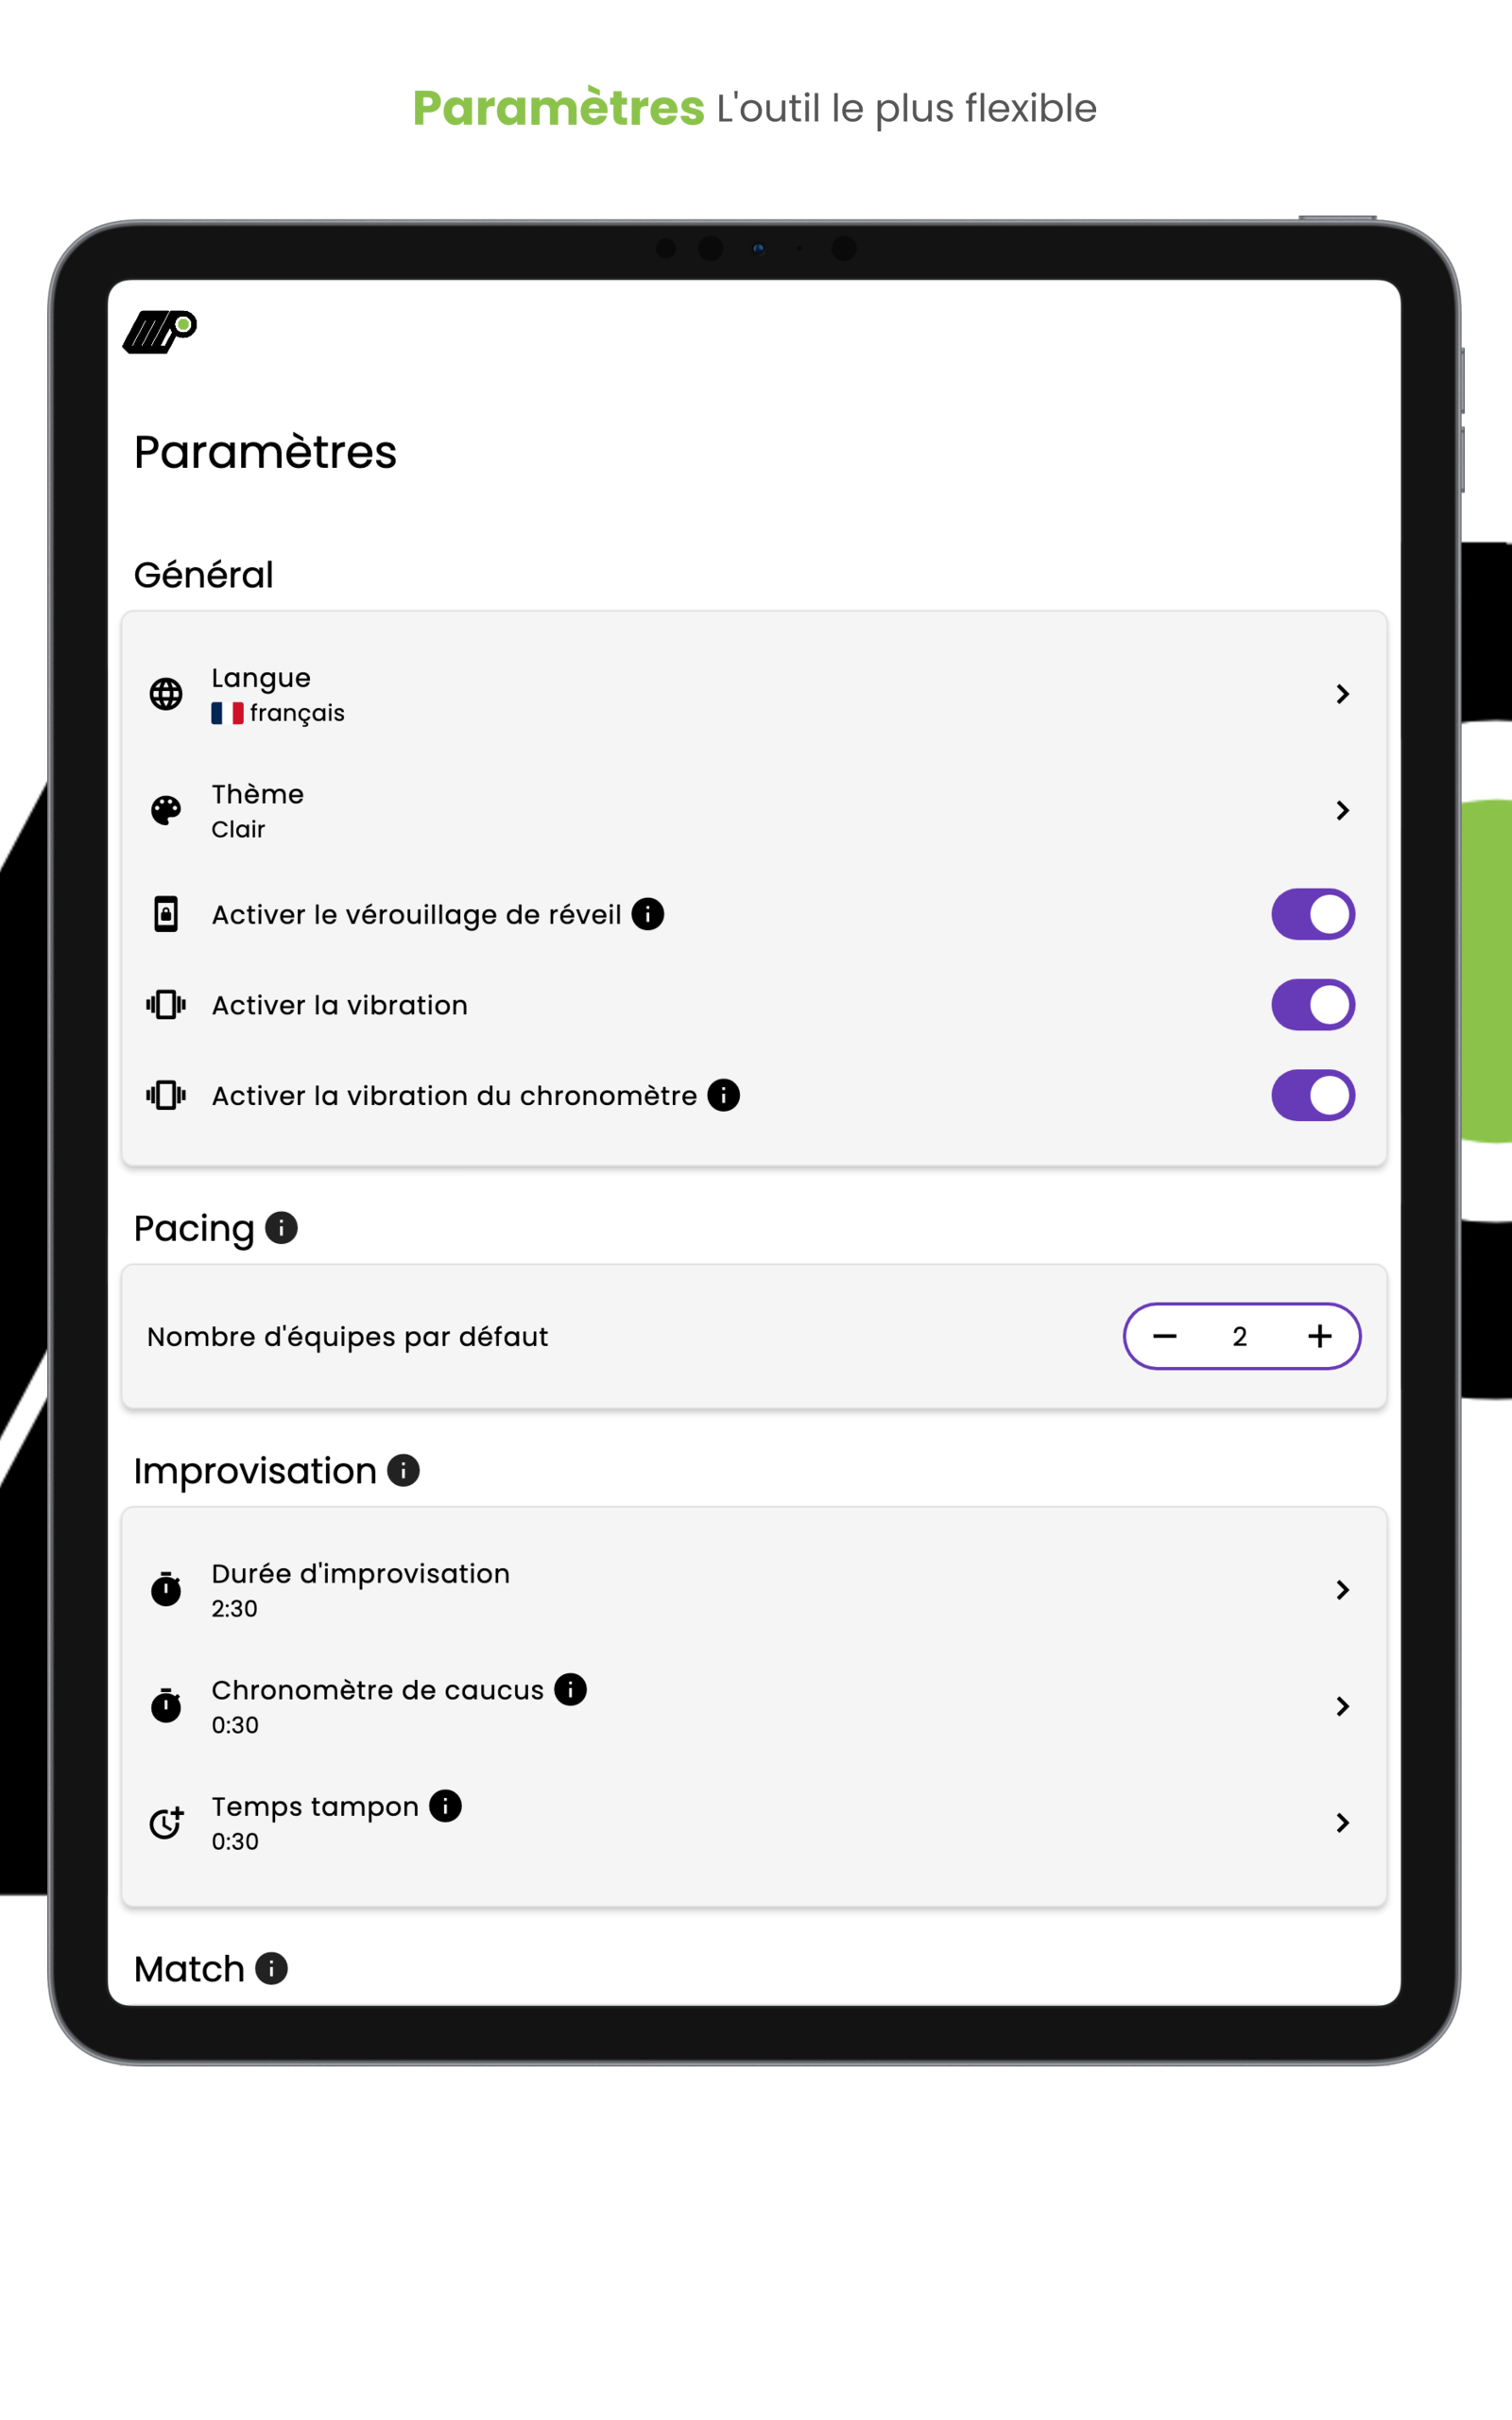 Paramètres L'outil le plus flexible
Paramètres
Général
Langue
français
Thème
Clair
Activer le vérouillage de réveil
Activer la vibration
Activer la vibration du chronomètre
Pacing
Nombre d'équipes par défaut
2
Improvisation
Durée d'improvisation
2:30
Chronomètre de caucus
0:30
Temps tampon
0:30
Match